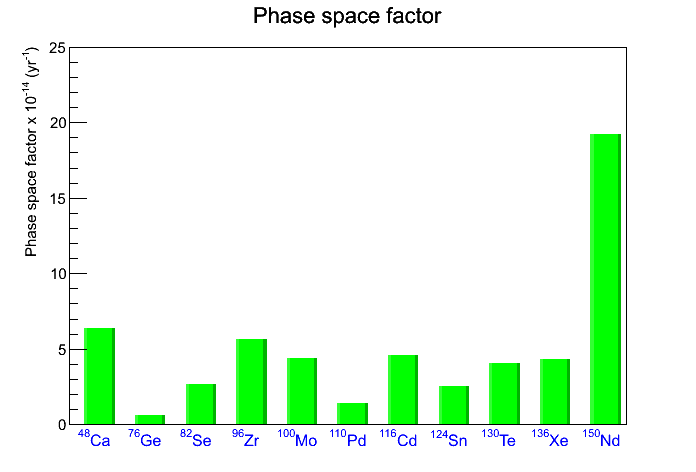 Phase space factor
Phase space factor x 10⁻¹⁴ (yr⁻¹)
25
20
15
10
5
0
⁴⁸Ca ⁷⁶Ge ⁸²Se ⁹⁶Zr ¹⁰⁰Mo ¹¹⁰Pd ¹¹⁶Cd ¹²⁴Sn ¹³⁰Te ¹³⁶Xe ¹⁵⁰Nd